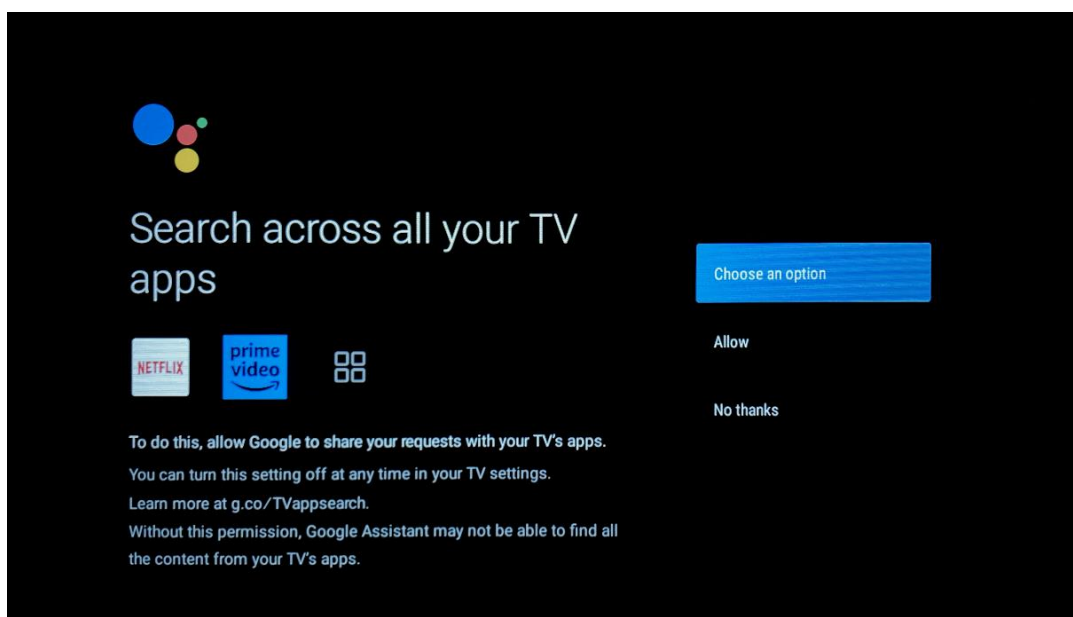 Search across all your TV
apps
NETFLIX
prime
video
To do this, allow Google to share your requests with your TV's apps.
You can turn this setting off at any time in your TV settings.
Learn more at g.co/TVappsearch.
Without this permission, Google Assistant may not be able to find all
the content from your TV's apps.
Choose an option
Allow
No thanks